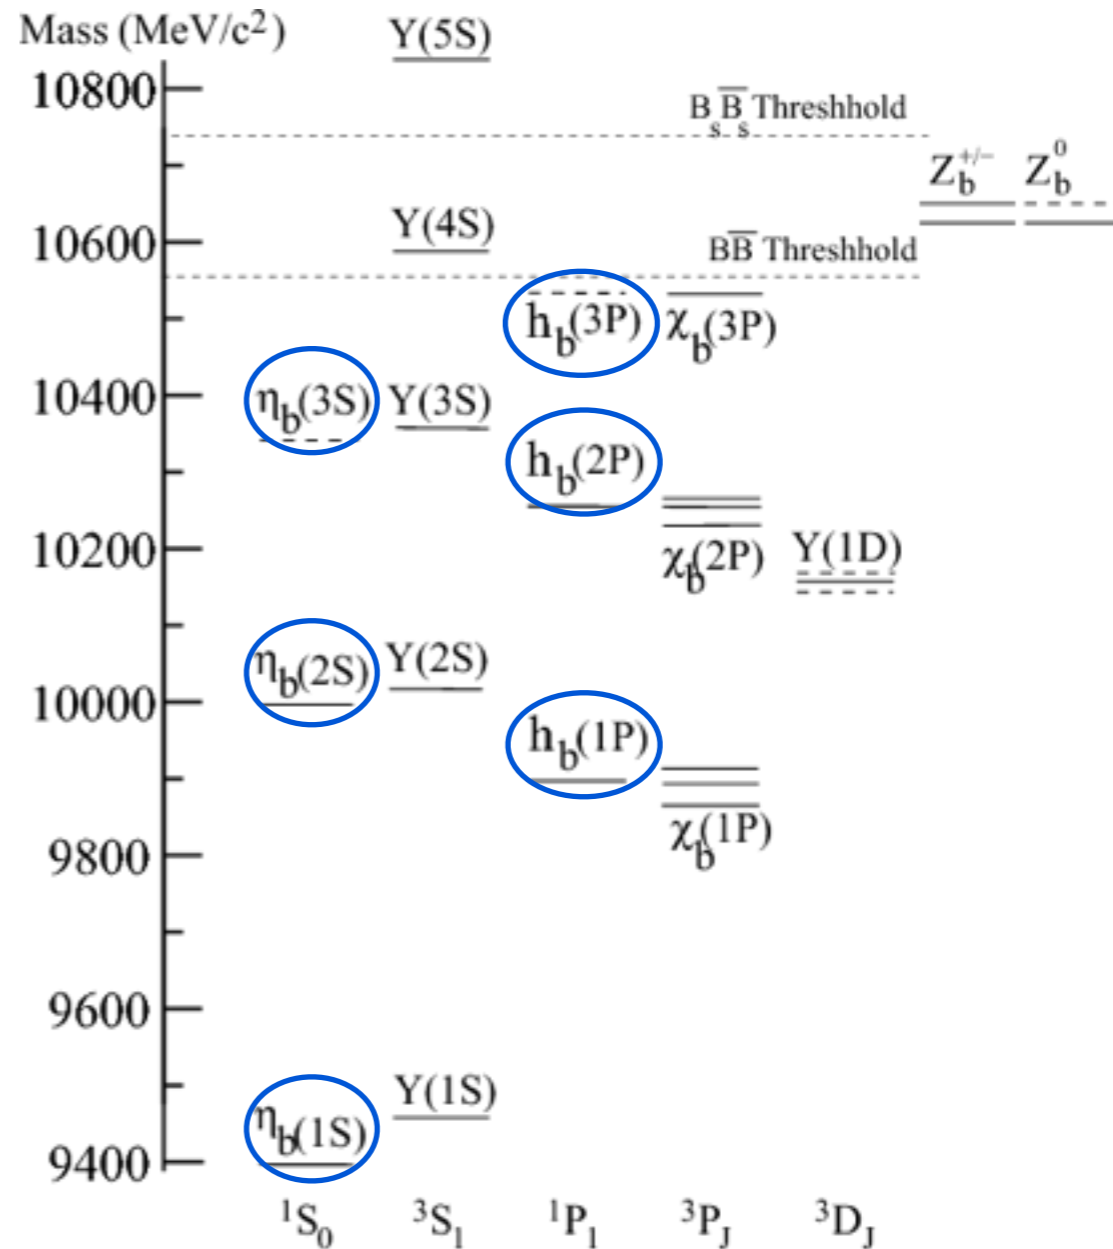 Mass (MeV/c²)
Υ(5S)
10800
BₛB̅ₛ Threshhold
Z_b^{+/−} Z_b^0
Υ(4S)
10600
BB̅ Threshhold
h_b(3P) χ_b(3P)
10400
η_b(3S) Υ(3S)
h_b(2P)
10200
χ_b(2P) Υ(1D)
η_b(2S) Υ(2S)
10000
h_b(1P)
χ_b(1P)
9800
9600
Υ(1S)
η_b(1S)
9400
¹S₀ ³S₁ ¹P₁ ³P_J ³D_J